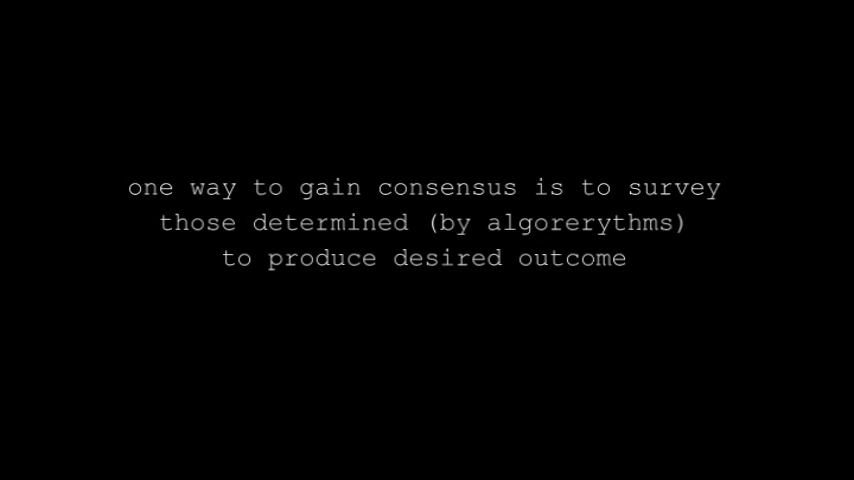 one way to gain consensus is to survey
those determined (by algorerythms)
to produce desired outcome